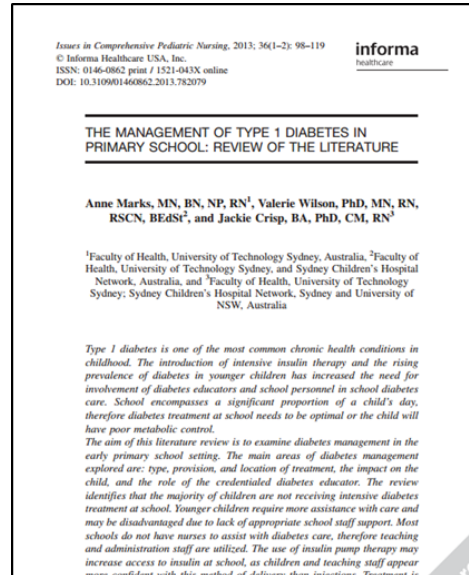 Issues in Comprehensive Pediatric Nursing, 2013; 36(1–2): 98–119
© Informa Healthcare USA, Inc.
ISSN: 0146-0862 print / 1521-043X online
DOI: 10.3109/01460862.2013.782079
informa
healthcare
THE MANAGEMENT OF TYPE 1 DIABETES IN
PRIMARY SCHOOL: REVIEW OF THE LITERATURE
Anne Marks, MN, BN, NP, RN1, Valerie Wilson, PhD, MN, RN,
RSCN, BEdSt2, and Jackie Crisp, BA, PhD, CM, RN3
1Faculty of Health, University of Technology Sydney, Australia, 2Faculty of
Health, University of Technology Sydney, and Sydney Children's Hospital
Network, Australia, and 3Faculty of Health, University of Technology
Sydney; Sydney Children's Hospital Network, Sydney and University of
NSW, Australia
Type 1 diabetes is one of the most common chronic health conditions in
childhood. The introduction of intensive insulin therapy and the rising
prevalence of diabetes in younger children has increased the need for
involvement of diabetes educators and school personnel in school diabetes
care. School encompasses a significant proportion of a child's day,
therefore diabetes treatment at school needs to be optimal or the child will
have poor metabolic control.
The aim of this literature review is to examine diabetes management in the
early primary school setting. The main areas of diabetes management
explored are: type, provision, and location of treatment, the impact on the
child, and the role of the credentialed diabetes educator. The review
identifies that the majority of children are not receiving intensive diabetes
treatment at school. Younger children require more assistance with care and
may be disadvantaged due to lack of appropriate school staff support. Most
schools do not have nurses to assist with diabetes care, therefore teaching
and administration staff are utilized. The use of insulin pump therapy may
increase access to insulin at school, as children and teaching staff appear
more confident with this method of delivery than injections. Treatment is